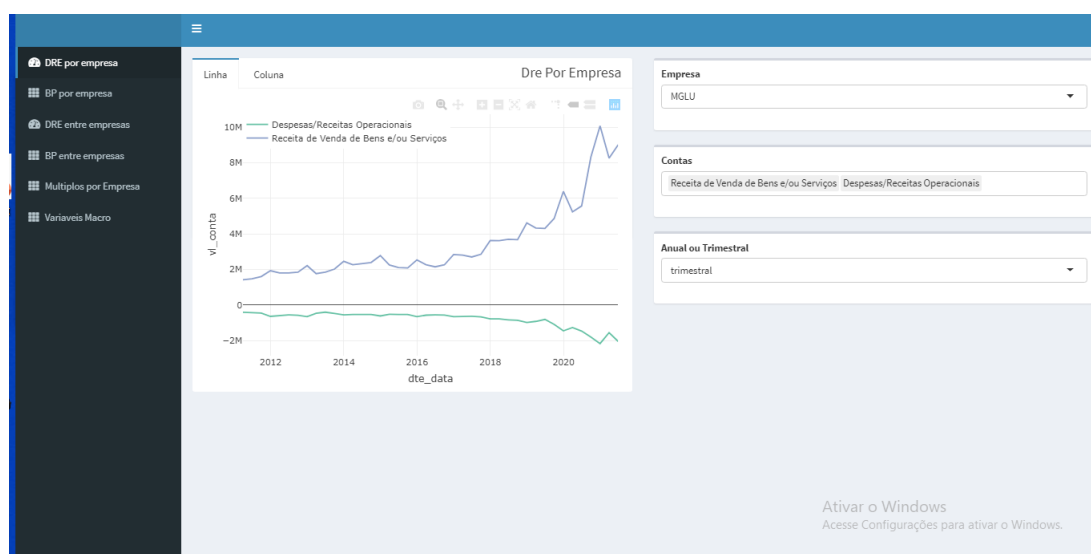 DRE por empresa
BP por empresa
DRE entre empresas
BP entre empresas
Multiplos por Empresa
Variaveis Macro
Linha Coluna Dre Por Empresa
Despesas/Receitas Operacionais
Receita de Venda de Bens e/ou Serviços
10M
8M
6M
4M
2M
0
−2M
vl_conta
2012 2014 2016 2018 2020
dte_data
Empresa
MGLU
Contas
Receita de Venda de Bens e/ou Serviços Despesas/Receitas Operacionais
Anual ou Trimestral
trimestral
Ativar o Windows
Acesse Configurações para ativar o Windows.